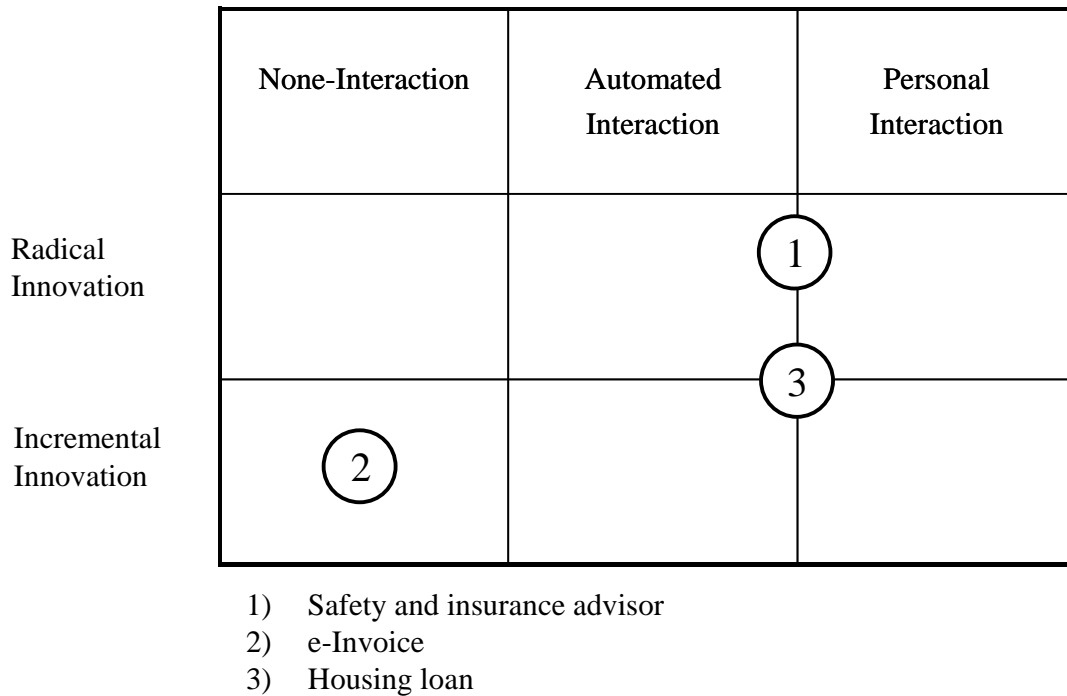 None-Interaction
Automated
Interaction
Personal
Interaction
Radical
Innovation
1
3
Incremental
Innovation
2
1) Safety and insurance advisor
2) e-Invoice
3) Housing loan